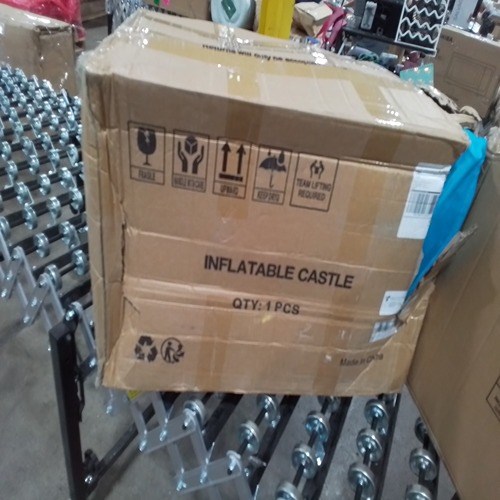 FRAGILE
HANDLE WITH CARE
UPWARD
KEEP DRY
TEAM LIFTING
REQUIRED
INFLATABLE CASTLE
QTY: 1 PCS
Made in China